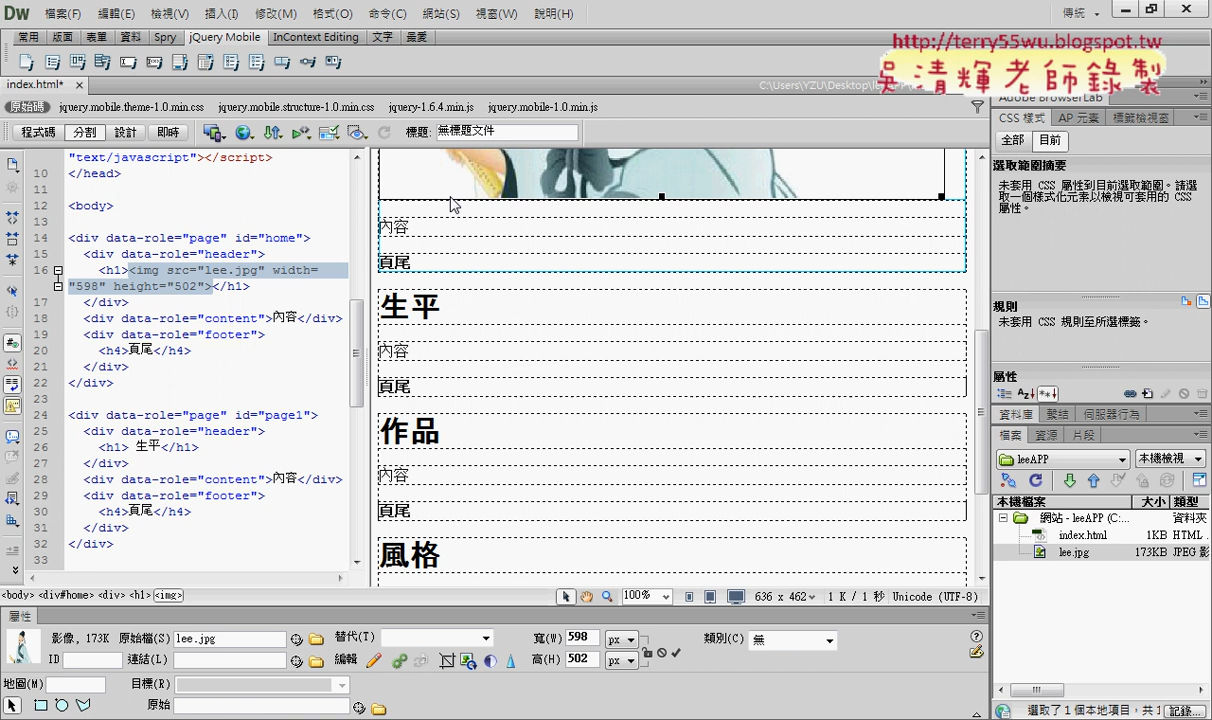 Dw 檔案(F) 編輯(E) 檢視(V) 插入(I) 修改(M) 格式(O) 命令(C) 網站(S) 視窗(W) 說明(H) 傳統
常用 版面 表單 資料 Spry jQuery Mobile InContext Editing 文字 最愛
http://terry55wu.blogspot.tw
吳清輝老師錄製
index.html* C:\Users\YZU\Desktop\
Adobe BrowserLab
原始碼 jquery.mobile.theme-1.0.min.css jquery.mobile.structure-1.0.min.css jquery-1.6.4.min.js jquery.mobile-1.0.min.js
程式碼 分割 設計 即時 標題: 無標題文件
CSS 樣式 AP 元素 標籤檢視窗
全部 目前
選取範圍摘要
未套用 CSS 屬性到目前選取範圍。請選
取一個樣式化元素以檢視可套用的 CSS
屬性。
規則
未套用 CSS 規則至所選標籤。
屬性
"text/javascript"></script>
10 </head>
11
12 <body>
13
14 <div data-role="page" id="home">
15 <div data-role="header">
16 <h1><img src="lee.jpg" width=
"598" height="502"></h1>
17 </div>
18 <div data-role="content">內容</div>
19 <div data-role="footer">
20 <h4>頁尾</h4>
21 </div>
22 </div>
23
24 <div data-role="page" id="page1">
25 <div data-role="header">
26 <h1> 生平</h1>
27 </div>
28 <div data-role="content">內容</div>
29 <div data-role="footer">
30 <h4>頁尾</h4>
31 </div>
32 </div>
33
內容
頁尾
生平
內容
頁尾
作品
內容
頁尾
風格
資料庫 繫結 伺服器行為
檔案 資源 片段
leeAPP 本機檢視
本機檔案 大小 類型
網站 - leeAPP (C:... 資料夾
index.html 1KB HTML
lee.jpg 173KB JPEG 影
<body> <div#home> <div> <h1> <img> 100% 636 x 462 1 K / 1 秒 Unicode (UTF-8)
屬性
影像, 173K 原始檔(S) lee.jpg 替代(T) 寬(W) 598 px 類別(C) 無
ID 連結(L) 編輯 高(H) 502 px
地圖(M) 目標(R)
原始
選取了 1 個本地項目，共 1 記錄...